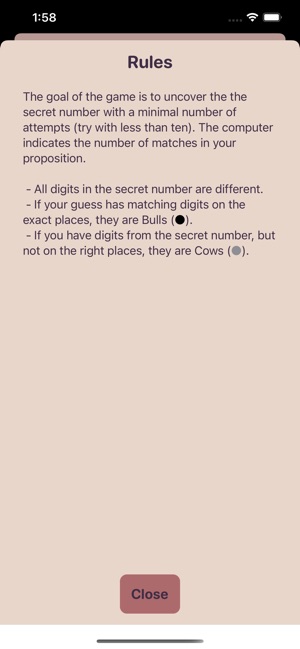 1:58
Rules
The goal of the game is to uncover the the
secret number with a minimal number of
attempts (try with less than ten). The computer
indicates the number of matches in your
proposition.
- All digits in the secret number are different.
- If your guess has matching digits on the
exact places, they are Bulls (●).
- If you have digits from the secret number, but
not on the right places, they are Cows (●).
Close